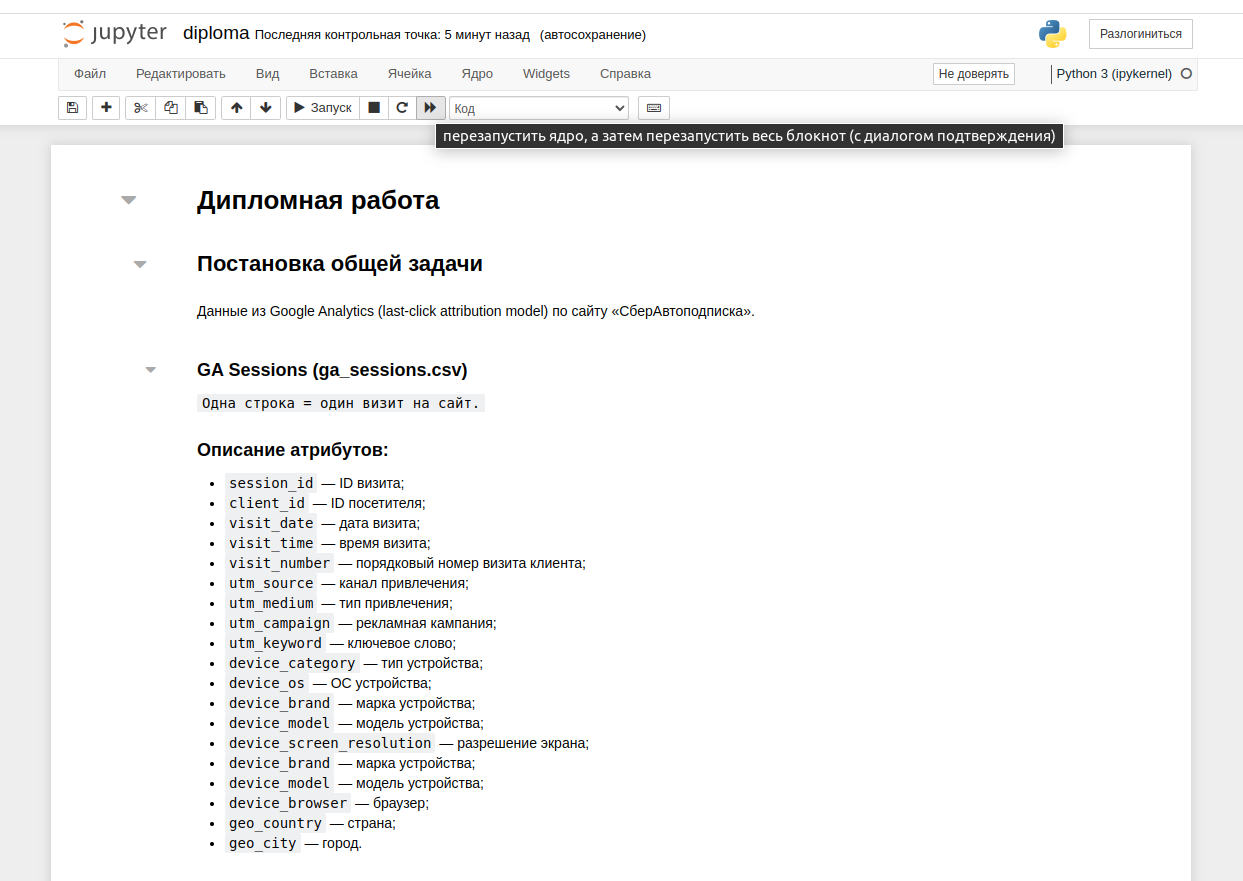 jupyter diploma Последняя контрольная точка: 5 минут назад (автосохранение) Разлогиниться
Файл Редактировать Вид Вставка Ячейка Ядро Widgets Справка Не доверять Python 3 (ipykernel)
Запуск Код
перезапустить ядро, а затем перезапустить весь блокнот (с диалогом подтверждения)
Дипломная работа
Постановка общей задачи
Данные из Google Analytics (last-click attribution model) по сайту «СберАвтоподписка».
GA Sessions (ga_sessions.csv)
Одна строка = один визит на сайт.
Описание атрибутов:
session_id — ID визита;
client_id — ID посетителя;
visit_date — дата визита;
visit_time — время визита;
visit_number — порядковый номер визита клиента;
utm_source — канал привлечения;
utm_medium — тип привлечения;
utm_campaign — рекламная кампания;
utm_keyword — ключевое слово;
device_category — тип устройства;
device_os — ОС устройства;
device_brand — марка устройства;
device_model — модель устройства;
device_screen_resolution — разрешение экрана;
device_brand — марка устройства;
device_model — модель устройства;
device_browser — браузер;
geo_country — страна;
geo_city — город.